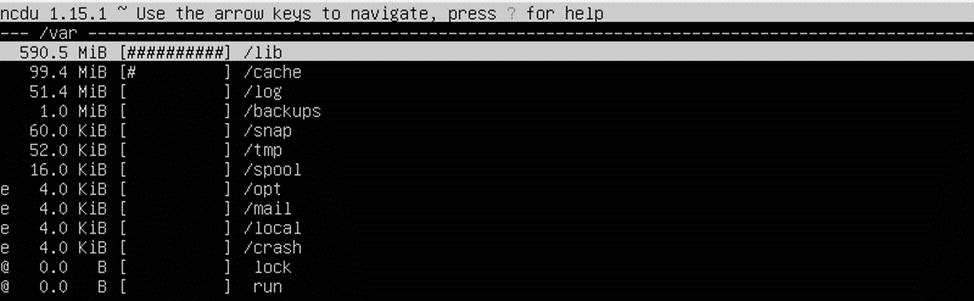 ncdu 1.15.1 ~ Use the arrow keys to navigate, press ? for help
--- /var ----------------------------------------------------------------------------------------
  590.5 MiB [##########] /lib
   99.4 MiB [#         ] /cache
   51.4 MiB [          ] /log
    1.0 MiB [          ] /backups
   60.0 KiB [          ] /snap
   52.0 KiB [          ] /tmp
   16.0 KiB [          ] /spool
e   4.0 KiB [          ] /opt
e   4.0 KiB [          ] /mail
e   4.0 KiB [          ] /local
e   4.0 KiB [          ] /crash
@   0.0   B [          ]  lock
@   0.0   B [          ]  run